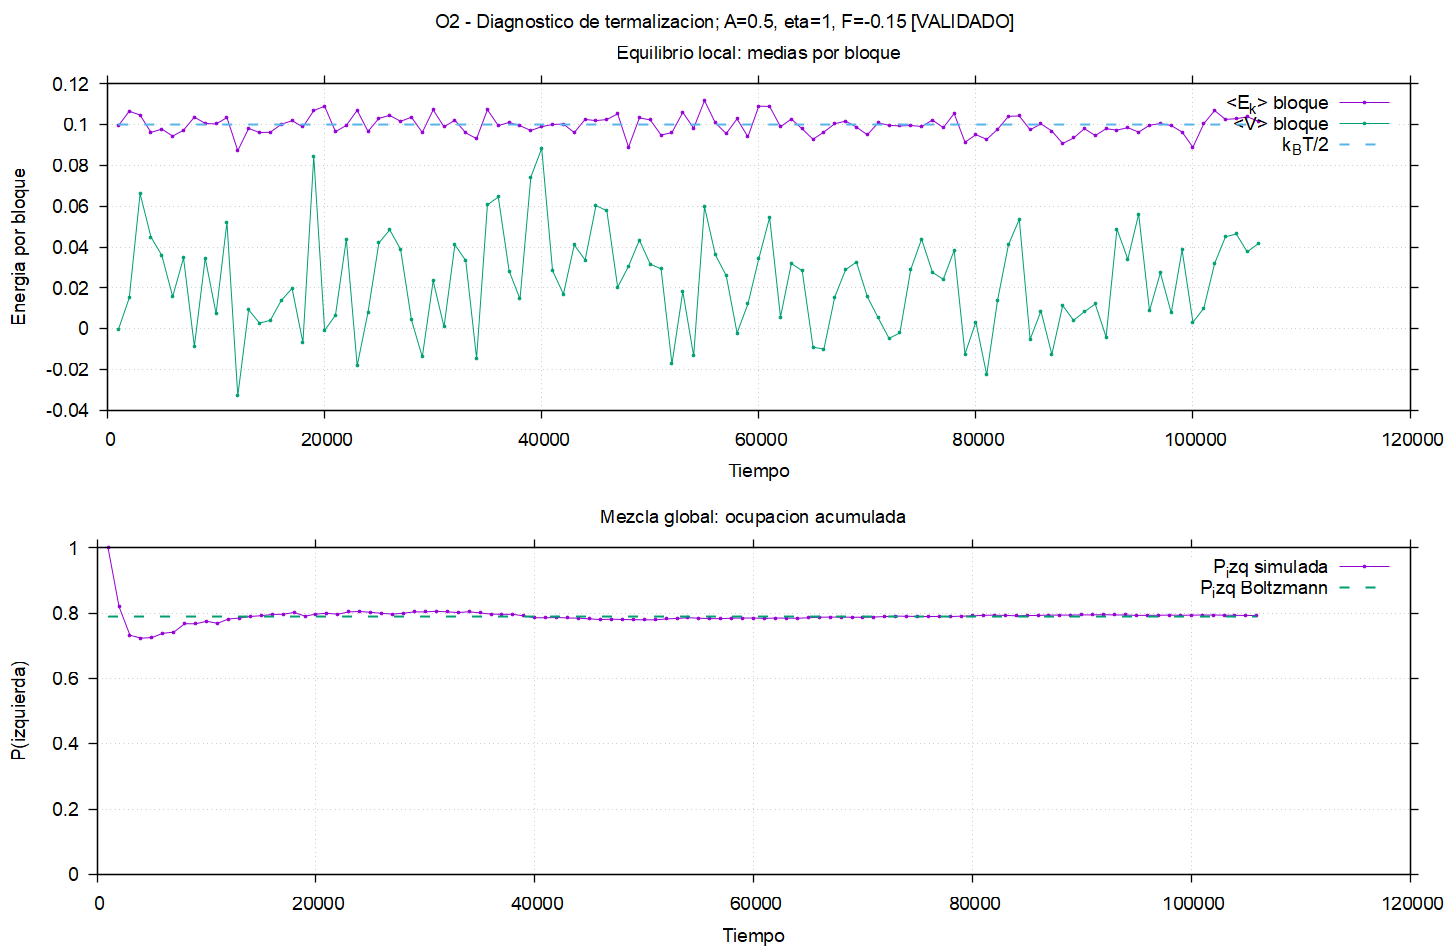 O2 - Diagnostico de termalizacion; A=0.5, eta=1, F=-0.15 [VALIDADO]
Equilibrio local: medias por bloque
0.12
0.1
0.08
0.06
0.04
0.02
0
-0.02
-0.04
Energia por bloque
<Ek> bloque
<V> bloque
kBT/2
0 20000 40000 60000 80000 100000 120000
Tiempo
Mezcla global: ocupacion acumulada
1
0.8
0.6
0.4
0.2
0
P(izquierda)
Pizq simulada
Pizq Boltzmann
0 20000 40000 60000 80000 100000 120000
Tiempo